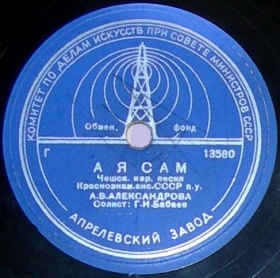 КОМИТЕТ ПО ДЕЛАМ ИСКУССТВ ПРИ СОВЕТЕ МИНИСТРОВ СССР
Обмен. фонд
Г 13580
А Я САМ
Чешск. нар. песня
Краснознам. анс. СССР п. у.
А. В. АЛЕКСАНДРОВА
Солист: Г. И. Бабаев
АПРЕЛЕВСКИЙ ЗАВОД